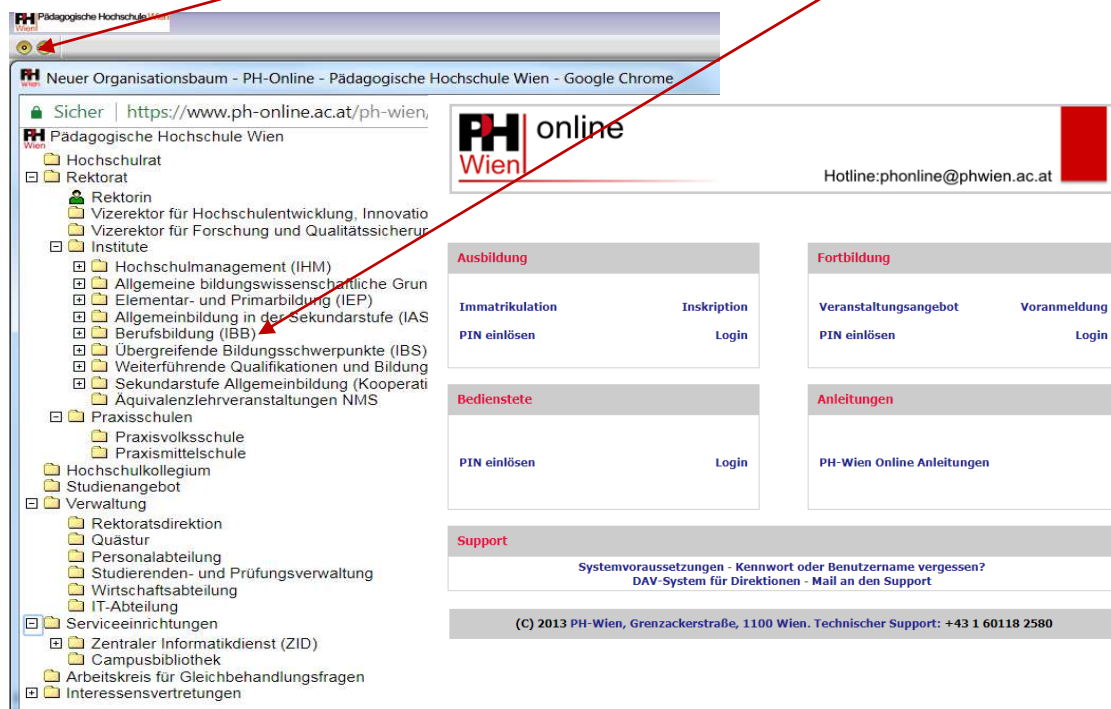 PH Wien Pädagogische Hochschule Wien
Neuer Organisationsbaum - PH-Online - Pädagogische Hochschule Wien - Google Chrome
Sicher | https://www.ph-online.ac.at/ph-wien/
PH Wien Pädagogische Hochschule Wien
Hochschulrat
Rektorat
Rektorin
Vizerektor für Hochschulentwicklung, Innovatio
Vizerektor für Forschung und Qualitätssicherun
Institute
Hochschulmanagement (IHM)
Allgemeine bildungswissenschaftliche Grun
Elementar- und Primarbildung (IEP)
Allgemeinbildung in der Sekundarstufe (IAS
Berufsbildung (IBB)
Übergreifende Bildungsschwerpunkte (IBS)
Weiterführende Qualifikationen und Bildung
Sekundarstufe Allgemeinbildung (Kooperati
Äquivalenzlehrveranstaltungen NMS
Praxisschulen
Praxisvolksschule
Praxismittelschule
Hochschulkollegium
Studienangebot
Verwaltung
Rektoratsdirektion
Quästur
Personalabteilung
Studierenden- und Prüfungsverwaltung
Wirtschaftsabteilung
IT-Abteilung
Serviceeinrichtungen
Zentraler Informatikdienst (ZID)
Campusbibliothek
Arbeitskreis für Gleichbehandlungsfragen
Interessensvertretungen
PH online
Wien
Hotline:phonline@phwien.ac.at
Ausbildung
Immatrikulation Inskription
PIN einlösen Login
Fortbildung
Veranstaltungsangebot Voranmeldung
PIN einlösen Login
Bedienstete
PIN einlösen Login
Anleitungen
PH-Wien Online Anleitungen
Support
Systemvoraussetzungen - Kennwort oder Benutzername vergessen?
DAV-System für Direktionen - Mail an den Support
(C) 2013 PH-Wien, Grenzackerstraße, 1100 Wien. Technischer Support: +43 1 60118 2580